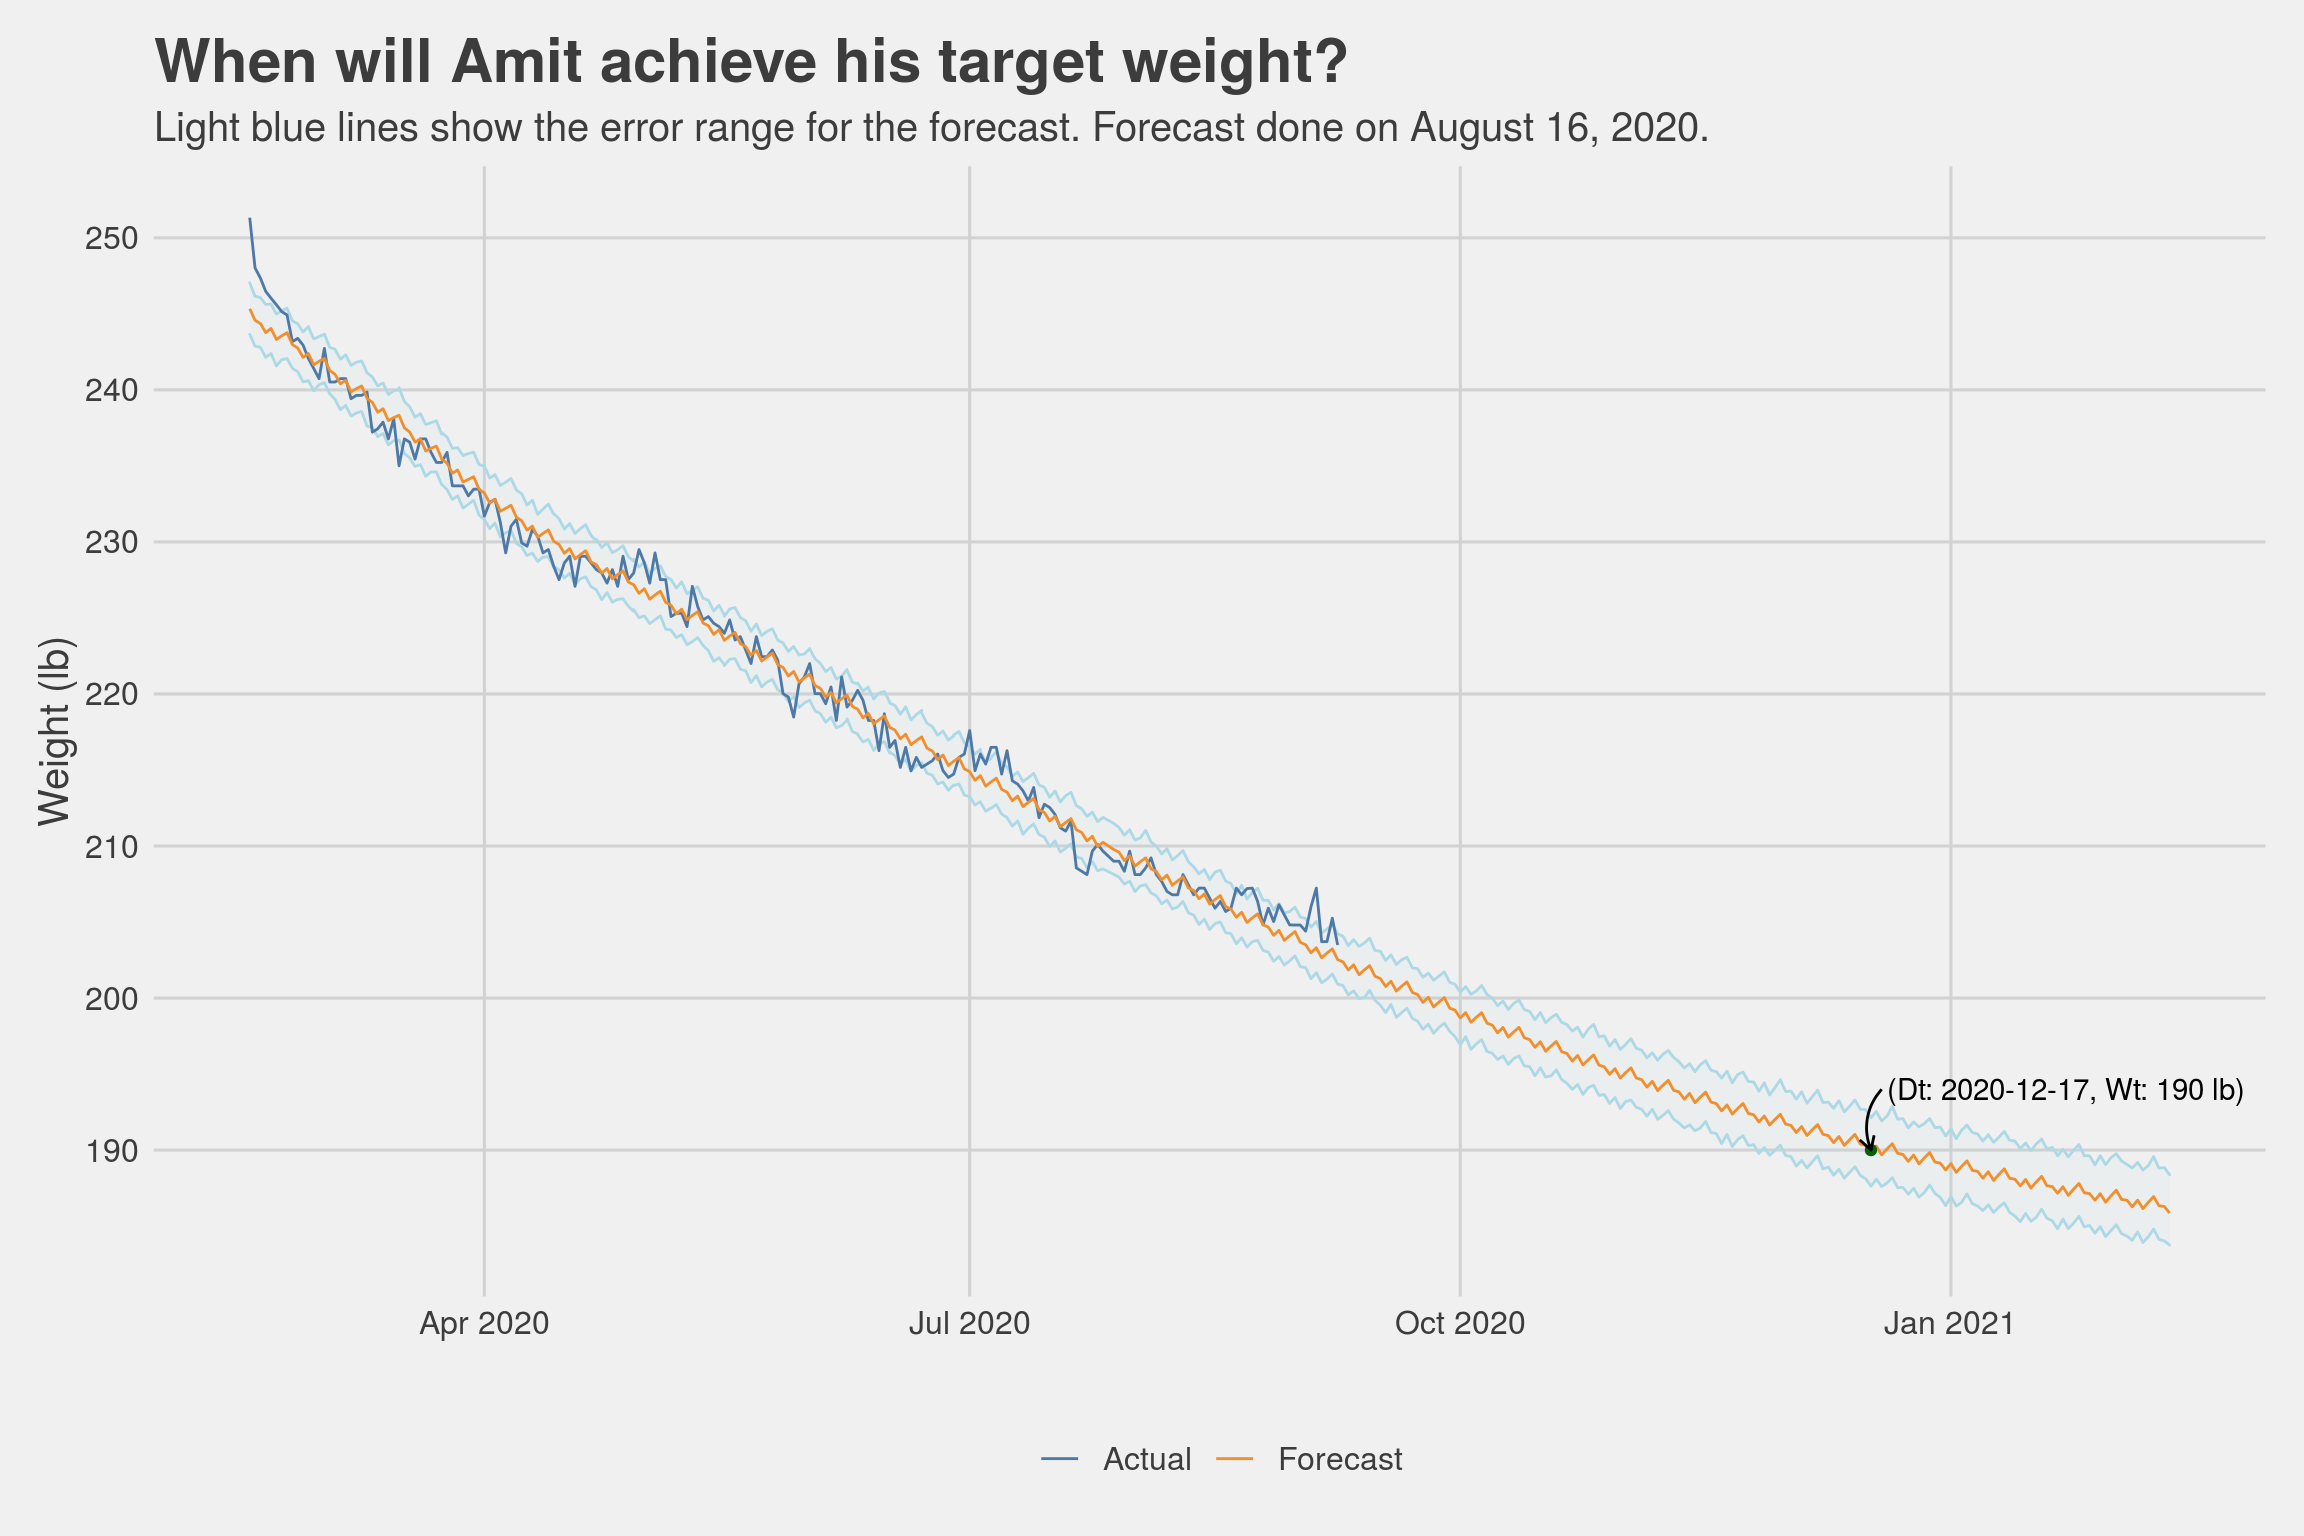 When will Amit achieve his target weight?
Light blue lines show the error range for the forecast. Forecast done on August 16, 2020.
Weight (lb)
250
240
230
220
210
200
190
(Dt: 2020-12-17, Wt: 190 lb)
Apr 2020
Jul 2020
Oct 2020
Jan 2021
Actual
Forecast